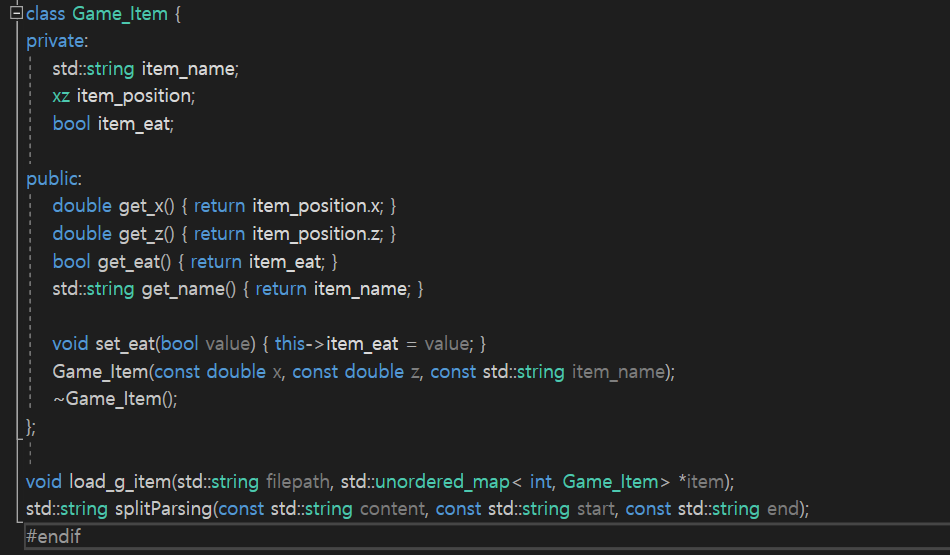 class Game_Item {
private:
std::string item_name;
xz item_position;
bool item_eat;
public:
double get_x() { return item_position.x; }
double get_z() { return item_position.z; }
bool get_eat() { return item_eat; }
std::string get_name() { return item_name; }
void set_eat(bool value) { this->item_eat = value; }
Game_Item(const double x, const double z, const std::string item_name);
~Game_Item();
};
void load_g_item(std::string filepath, std::unordered_map< int, Game_Item> *item);
std::string splitParsing(const std::string content, const std::string start, const std::string end);
#endif